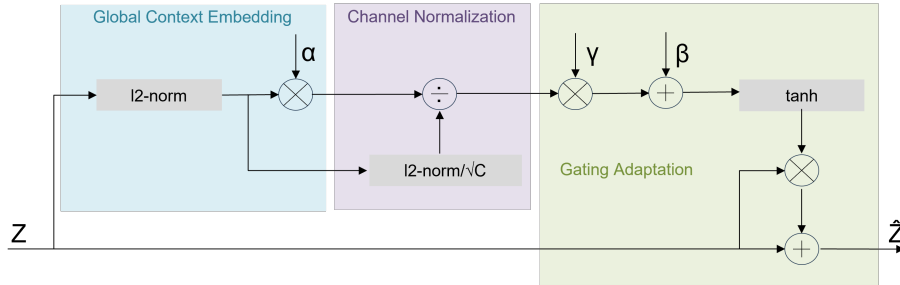 Global Context Embedding
Channel Normalization
α
γ
β
l2-norm
÷
tanh
l2-norm/√C
Gating Adaptation
Z
Ẑ